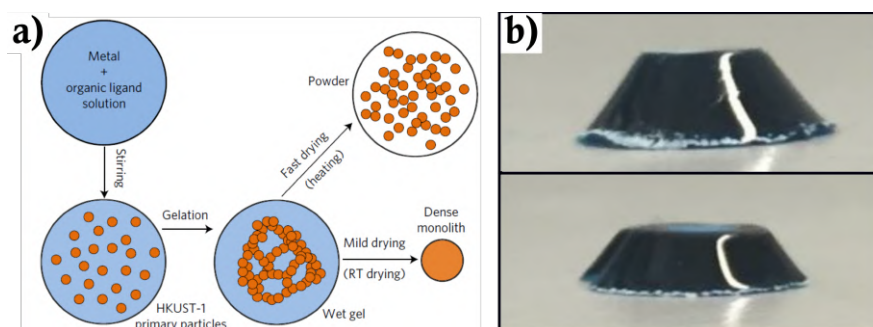 a)
Metal
+
organic ligand
solution
Stirring
HKUST-1
primary particles
Gelation
Wet gel
Fast drying
(heating)
Powder
Mild drying
(RT drying)
Dense
monolith
b)